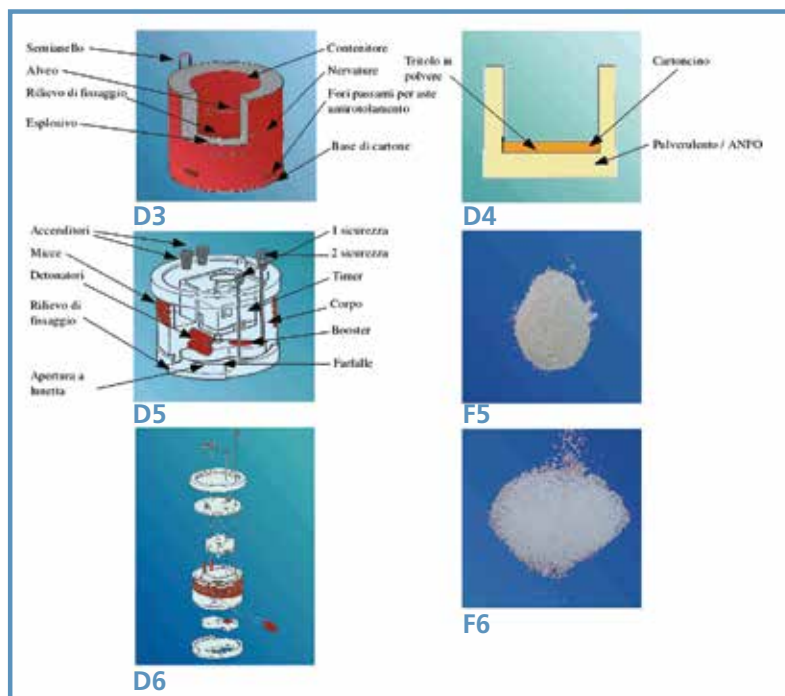 Semianello
Alveo
Rilievo di fissaggio
Esplosivo
Contenitore
Nervature
Fori passanti per aste
antirotolamento
Base di cartone
D3
Tritolo in
polvere
Cartoncino
Pulverulento / ANFO
D4
Accenditori
Micce
Detonatori
Rilievo di
fissaggio
Apertura a
lunetta
1 sicurezza
2 sicurezza
Timer
Corpo
Booster
Farfalle
D5
F5
D6
F6